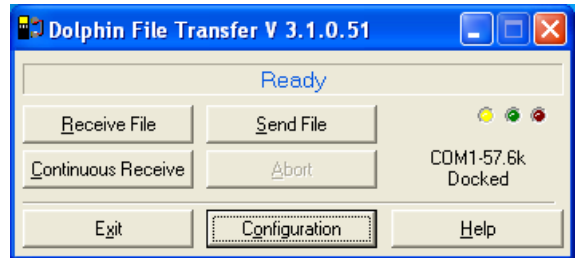 Dolphin File Transfer V 3.1.0.51
Ready
Receive File
Send File
Continuous Receive
Abort
COM1-57.6k
Docked
Exit
Configuration
Help